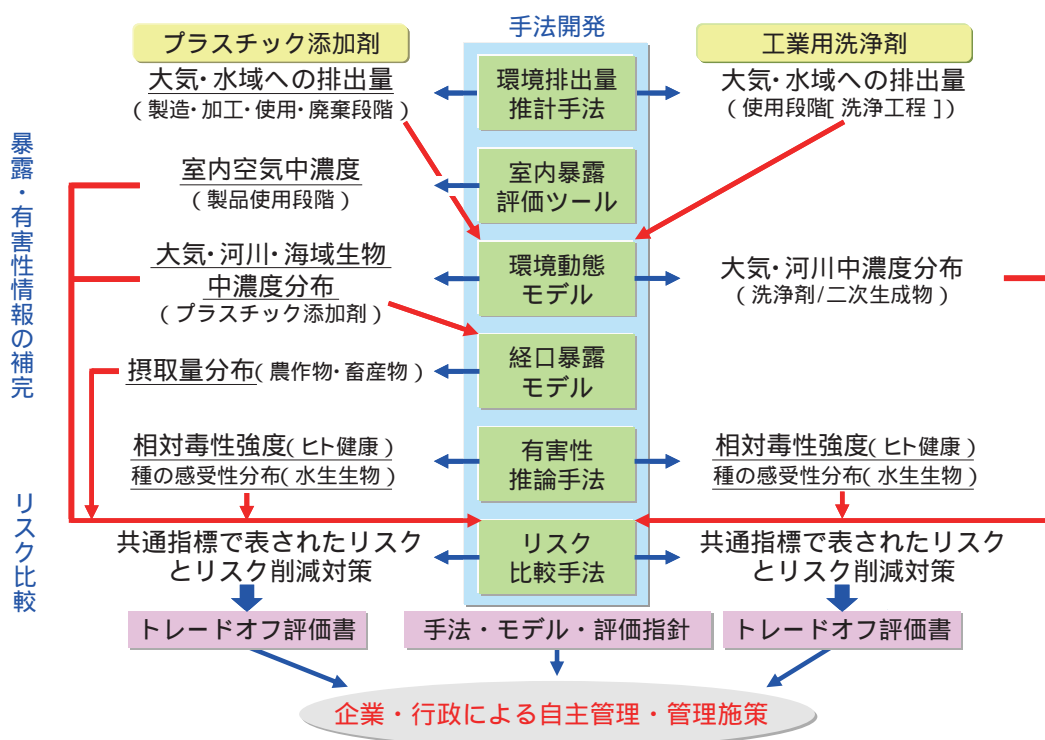 手法開発
プラスチック添加剤
工業用洗浄剤
大気・水域への排出量
(製造・加工・使用・廃棄段階)
環境排出量
推計手法
大気・水域への排出量
(使用段階[洗浄工程])
室内空気中濃度
(製品使用段階)
室内暴露
評価ツール
大気・河川・海域生物
中濃度分布
(プラスチック添加剤)
環境動態
モデル
大気・河川中濃度分布
(洗浄剤/二次生成物)
摂取量分布(農作物・畜産物)
経口暴露
モデル
相対毒性強度(ヒト健康)
種の感受性分布(水生生物)
有害性
推論手法
相対毒性強度(ヒト健康)
種の感受性分布(水生生物)
共通指標で表されたリスク
とリスク削減対策
リスク
比較手法
共通指標で表されたリスク
とリスク削減対策
暴露・有害性情報の補完
リスク比較
トレードオフ評価書
手法・モデル・評価指針
トレードオフ評価書
企業・行政による自主管理・管理施策